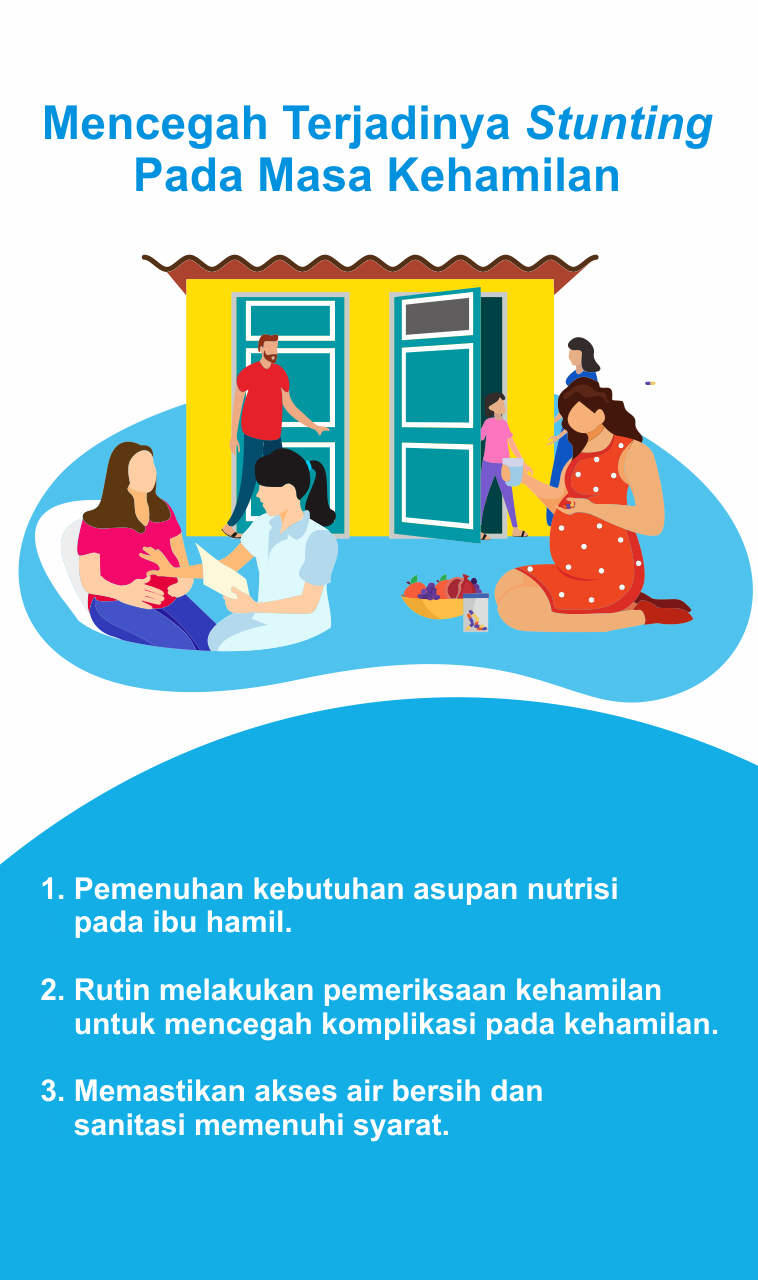 Mencegah Terjadinya Stunting
Pada Masa Kehamilan
1. Pemenuhan kebutuhan asupan nutrisi
pada ibu hamil.
2. Rutin melakukan pemeriksaan kehamilan
untuk mencegah komplikasi pada kehamilan.
3. Memastikan akses air bersih dan
sanitasi memenuhi syarat.